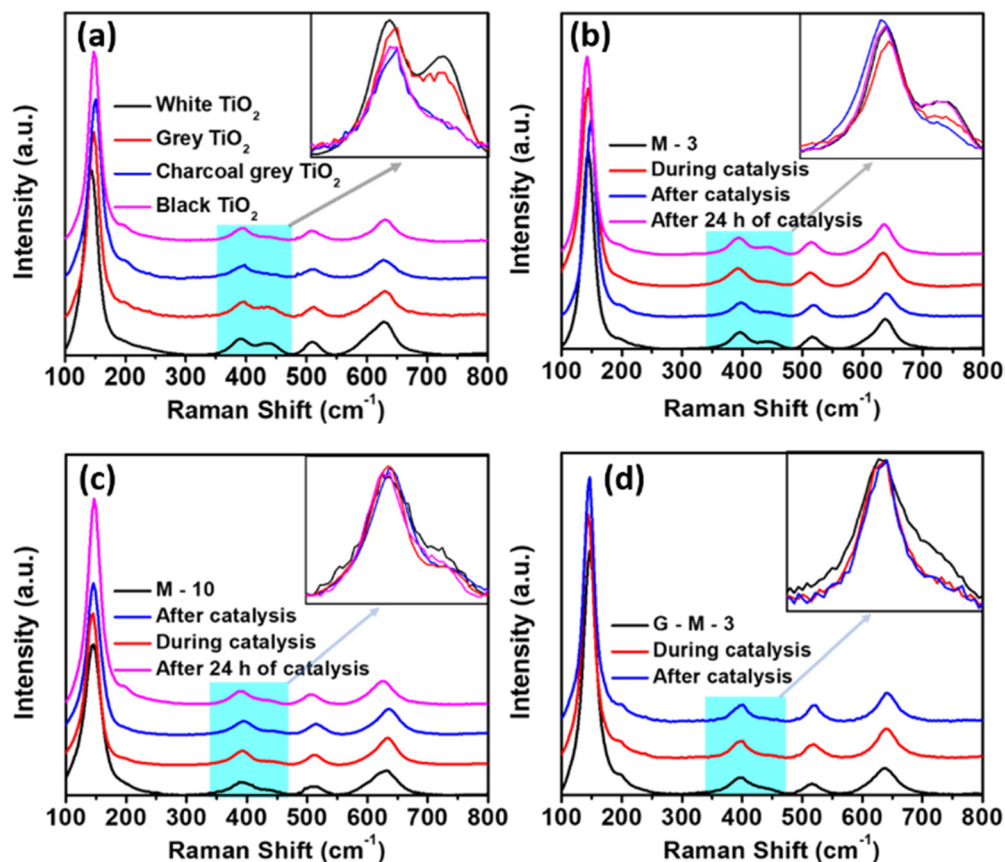 (a)
White TiO₂
Grey TiO₂
Charcoal grey TiO₂
Black TiO₂
Intensity (a.u.)
100 200 300 400 500 600 700 800
Raman Shift (cm⁻¹)
(b)
M - 3
During catalysis
After catalysis
After 24 h of catalysis
Intensity (a.u.)
100 200 300 400 500 600 700 800
Raman Shift (cm⁻¹)
(c)
M - 10
After catalysis
During catalysis
After 24 h of catalysis
Intensity (a.u.)
100 200 300 400 500 600 700 800
Raman Shift (cm⁻¹)
(d)
G - M - 3
During catalysis
After catalysis
Intensity (a.u.)
100 200 300 400 500 600 700 800
Raman Shift (cm⁻¹)